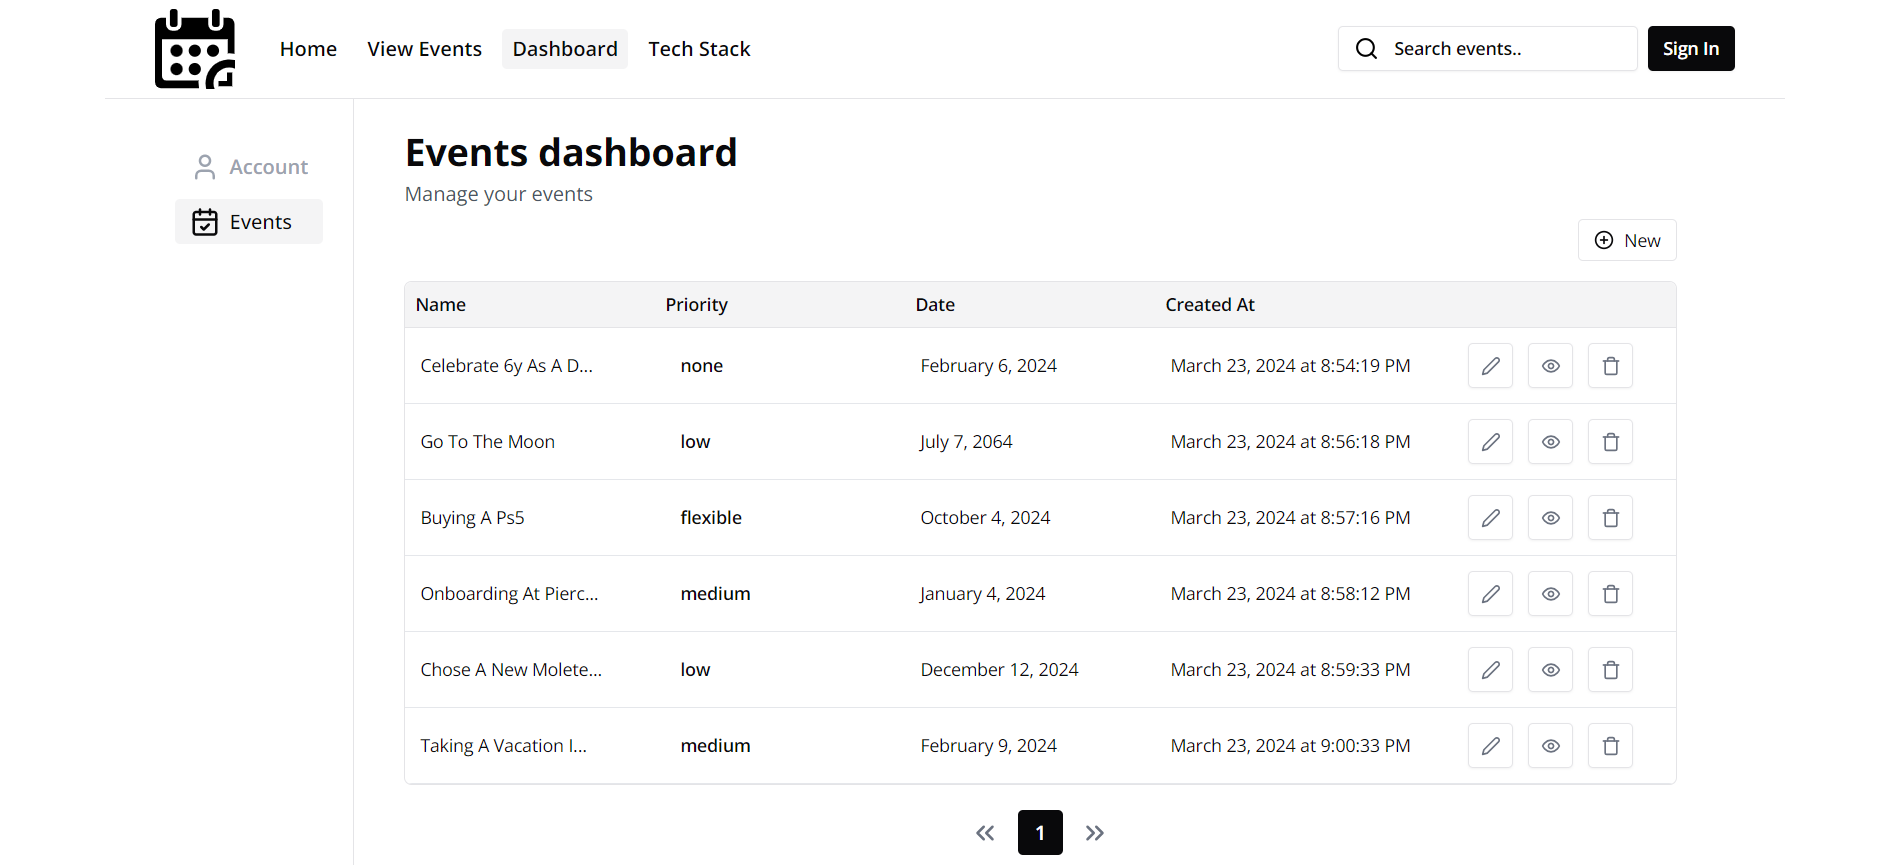 Home View Events Dashboard Tech Stack Search events.. Sign In
Account
Events
Events dashboard
Manage your events
New
Name Priority Date Created At
Celebrate 6y As A D... none February 6, 2024 March 23, 2024 at 8:54:19 PM
Go To The Moon low July 7, 2064 March 23, 2024 at 8:56:18 PM
Buying A Ps5 flexible October 4, 2024 March 23, 2024 at 8:57:16 PM
Onboarding At Pierc... medium January 4, 2024 March 23, 2024 at 8:58:12 PM
Chose A New Molete... low December 12, 2024 March 23, 2024 at 8:59:33 PM
Taking A Vacation I... medium February 9, 2024 March 23, 2024 at 9:00:33 PM
1